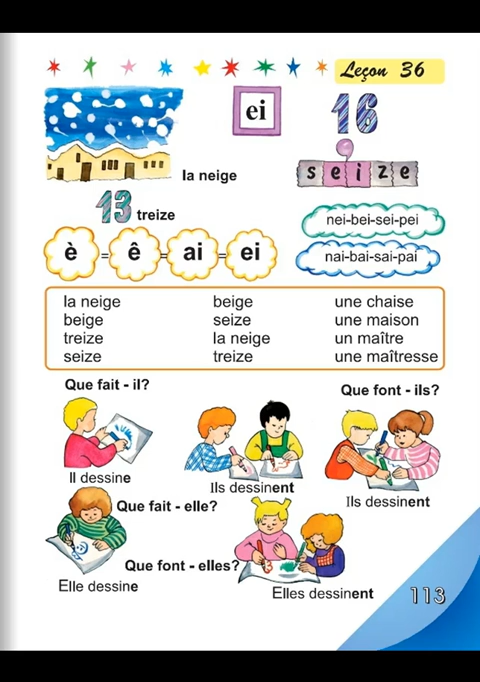 Leçon 36
ei
16
la neige
seize
13 treize
nei-bei-sei-pei
è = ê = ai = ei
nai-bai-sai-pai
la neige beige une chaise
beige seize une maison
treize la neige un maître
seize treize une maîtresse
Que fait - il?
Que font - ils?
Il dessine
Ils dessinent
Ils dessinent
Que fait - elle?
Que font - elles?
Elle dessine
Elles dessinent
113